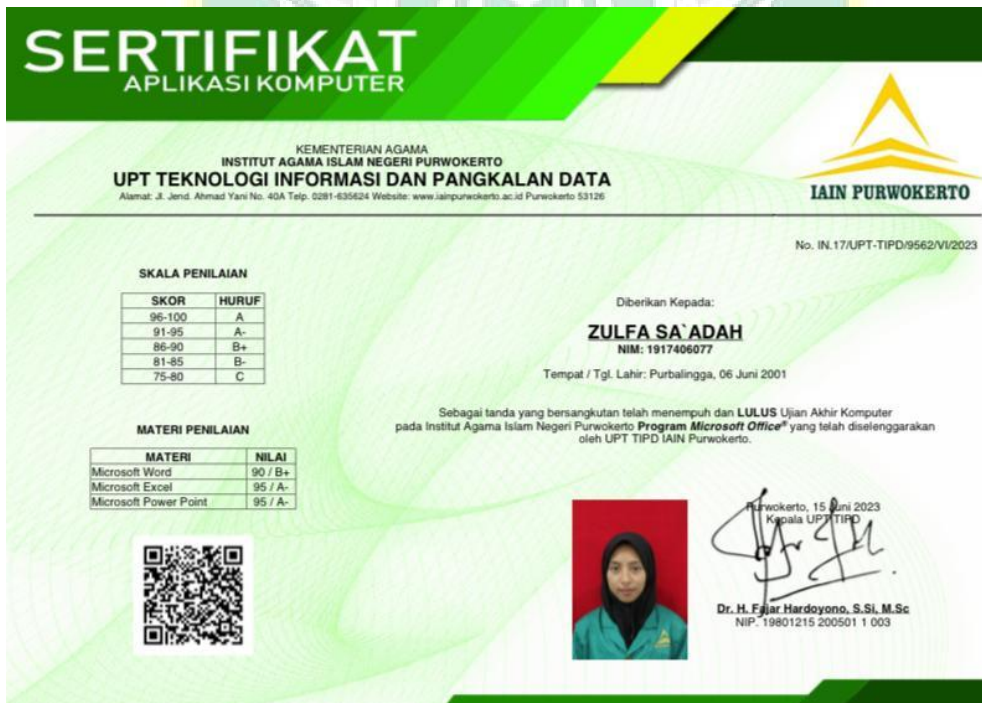 SERTIFIKAT
APLIKASI KOMPUTER
KEMENTERIAN AGAMA
INSTITUT AGAMA ISLAM NEGERI PURWOKERTO
UPT TEKNOLOGI INFORMASI DAN PANGKALAN DATA
Alamat: Jl. Jend. Ahmad Yani No. 40A Telp. 0281-635624 Website: www.iainpurwokerto.ac.id Purwokerto 53126
IAIN PURWOKERTO
No. IN.17/UPT-TIPD/9562/VI/2023
SKALA PENILAIAN
SKOR HURUF
96-100 A
91-95 A-
86-90 B+
81-85 B-
75-80 C
MATERI PENILAIAN
MATERI NILAI
Microsoft Word 90 / B+
Microsoft Excel 95 / A-
Microsoft Power Point 95 / A-
Diberikan Kepada:
ZULFA SA`ADAH
NIM: 1917406077
Tempat / Tgl. Lahir: Purbalingga, 06 Juni 2001
Sebagai tanda yang bersangkutan telah menempuh dan LULUS Ujian Akhir Komputer
pada Institut Agama Islam Negeri Purwokerto Program Microsoft Office® yang telah diselenggarakan
oleh UPT TIPD IAIN Purwokerto.
Purwokerto, 15 Juni 2023
Kepala UPT TIPD
Dr. H. Fajar Hardoyono, S.Si, M.Sc
NIP. 19801215 200501 1 003